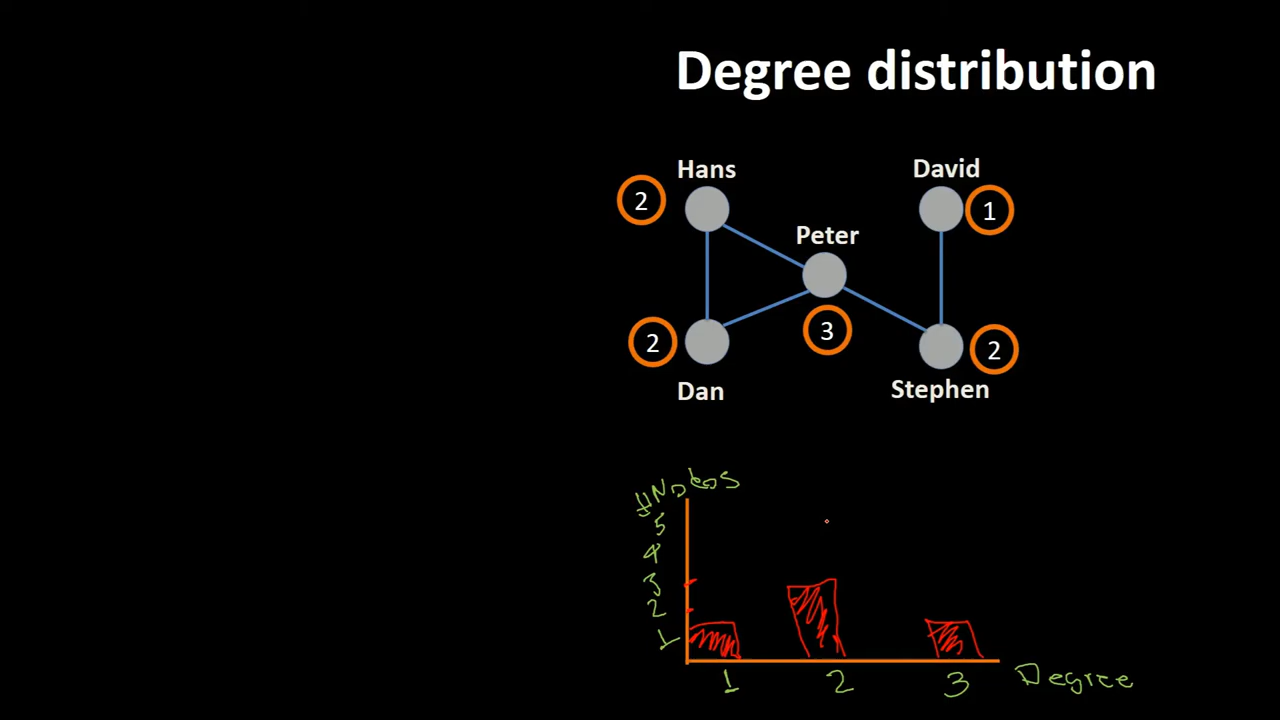 Degree distribution
Hans
David
2
1
Peter
3
2
2
Dan
Stephen
#Nodes
5
4
3
2
1
1 2 3 Degree